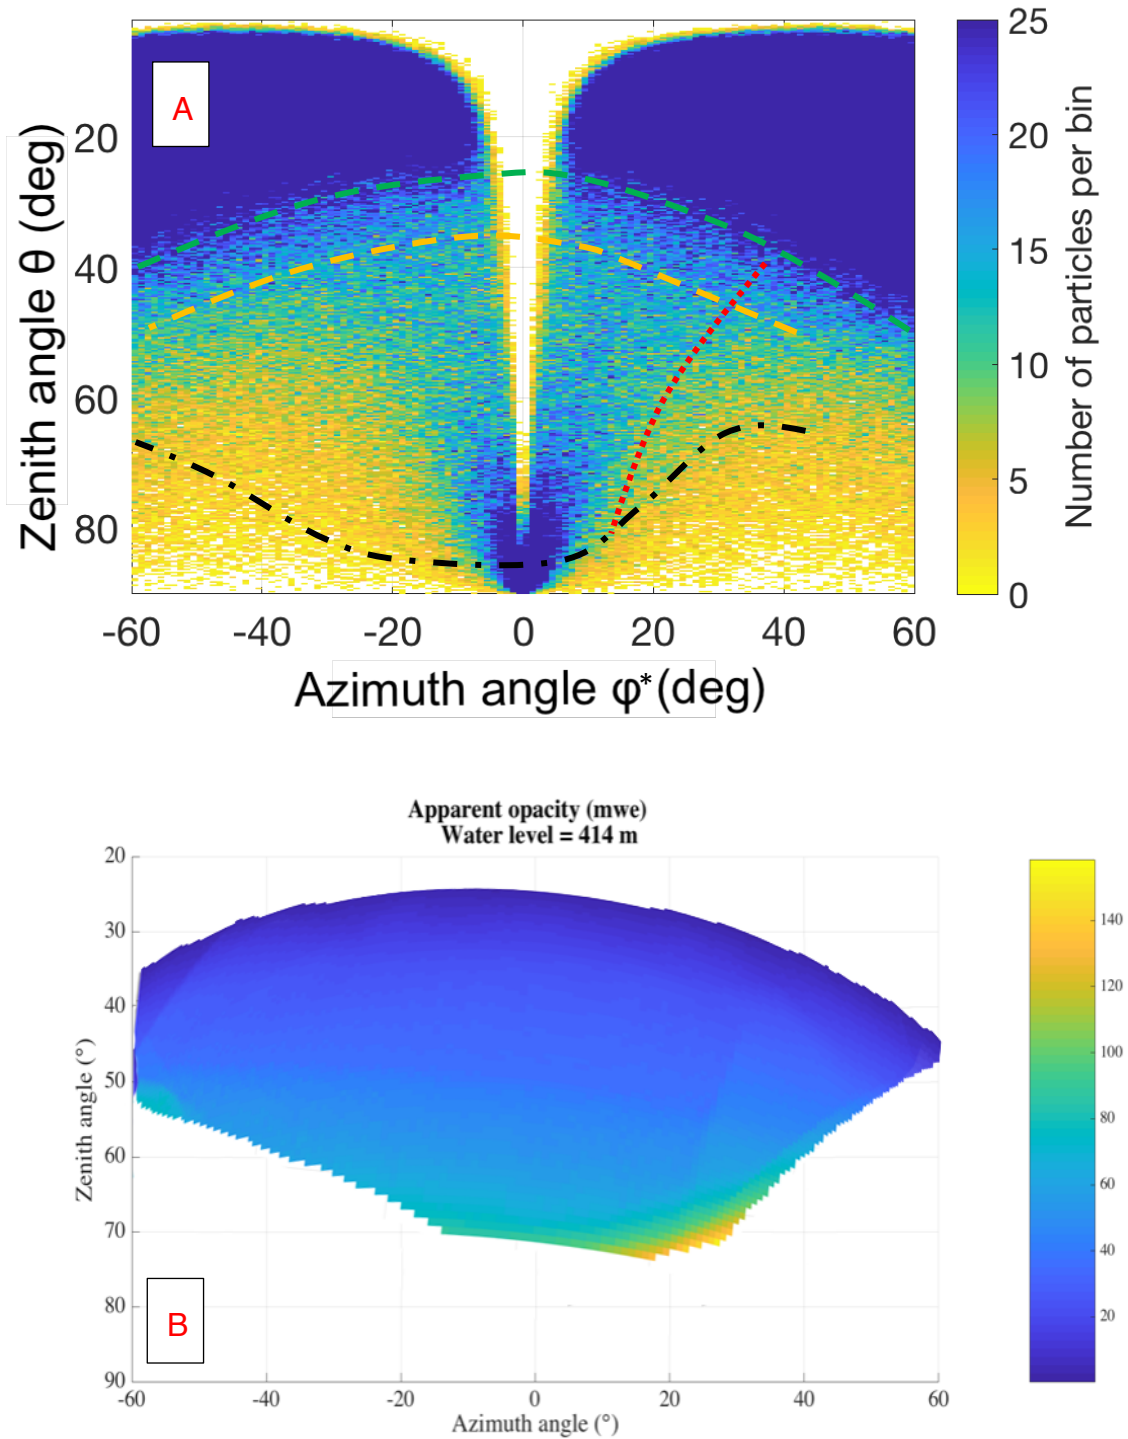 A
Zenith angle θ (deg)
20
40
60
80
-60 -40 -20 0 20 40 60
Azimuth angle φ*(deg)
25
20
15
10
5
0
Number of particles per bin
Apparent opacity (mwe)
Water level = 414 m
Zenith angle (°)
20
30
40
50
60
70
80
90
B
-60 -40 -20 0 20 40 60
Azimuth angle (°)
140
120
100
80
60
40
20